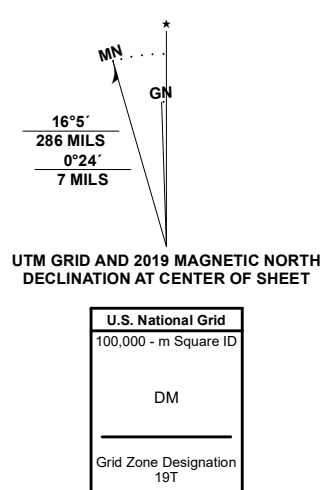 ★
MN
GN
16°5´
286 MILS
0°24´
7 MILS
UTM GRID AND 2019 MAGNETIC NORTH
DECLINATION AT CENTER OF SHEET
U.S. National Grid
100,000 - m Square ID
DM
Grid Zone Designation
19T